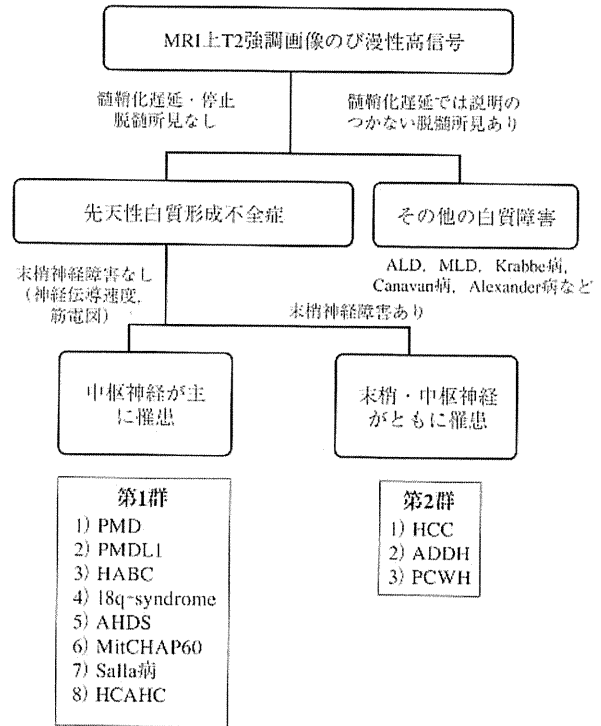 MRI上T2強調画像のび漫性高信号
髄鞘化遅延・停止
脱髄所見なし
髄鞘化遅延では説明の
つかない脱髄所見あり
先天性白質形成不全症
その他の白質障害
ALD, MLD, Krabbe病,
Canavan病, Alexander病など
末梢神経障害なし
(神経伝導速度,
筋電図)
末梢神経障害あり
中枢神経が主
に罹患
末梢・中枢神経
がともに罹患
第1群
1) PMD
2) PMDL1
3) HABC
4) 18q-syndrome
5) AHDS
6) MitCHAP60
7) Salla病
8) HCAHC
第2群
1) HCC
2) ADDH
3) PCWH